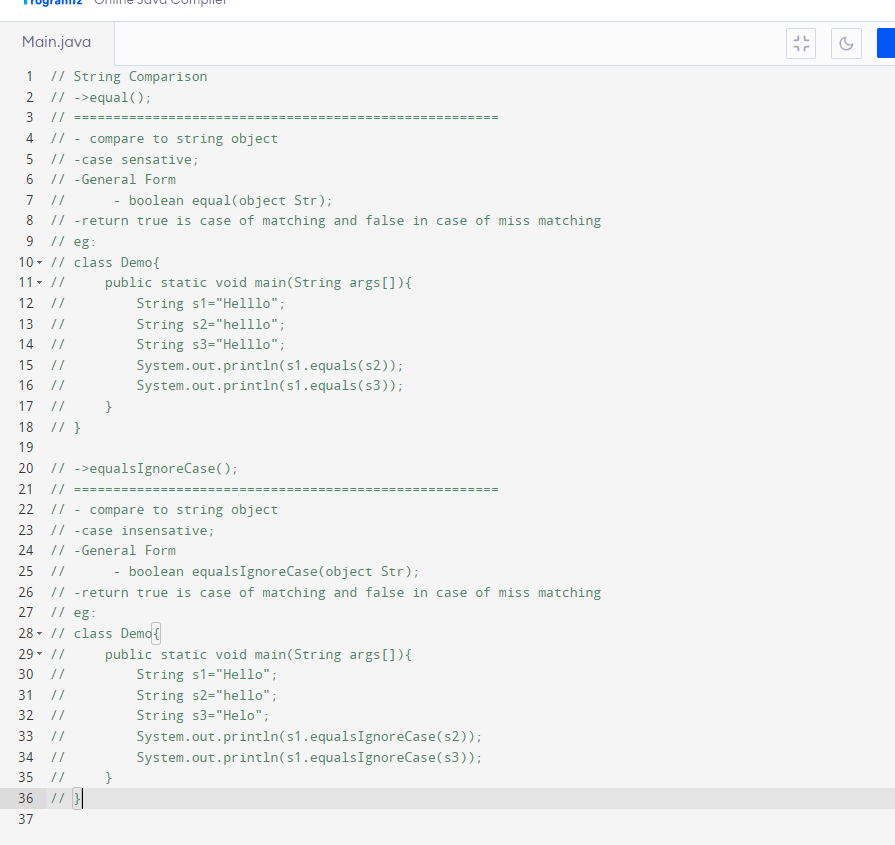 Programiz Online Java Compiler
Main.java
1 // String Comparison
2 // ->equal();
3 // ======================================================
4 // - compare to string object
5 // -case sensative;
6 // -General Form
7 //      - boolean equal(object Str);
8 // -return true is case of matching and false in case of miss matching
9 // eg:
10 // class Demo{
11 //     public static void main(String args[]){
12 //         String s1="Helllo";
13 //         String s2="helllo";
14 //         String s3="Helllo";
15 //         System.out.println(s1.equals(s2));
16 //         System.out.println(s1.equals(s3));
17 //     }
18 // }
19
20 // ->equalsIgnoreCase();
21 // ======================================================
22 // - compare to string object
23 // -case insensative;
24 // -General Form
25 //      - boolean equalsIgnoreCase(object Str);
26 // -return true is case of matching and false in case of miss matching
27 // eg:
28 // class Demo{
29 //     public static void main(String args[]){
30 //         String s1="Hello";
31 //         String s2="hello";
32 //         String s3="Helo";
33 //         System.out.println(s1.equalsIgnoreCase(s2));
34 //         System.out.println(s1.equalsIgnoreCase(s3));
35 //     }
36 // }
37